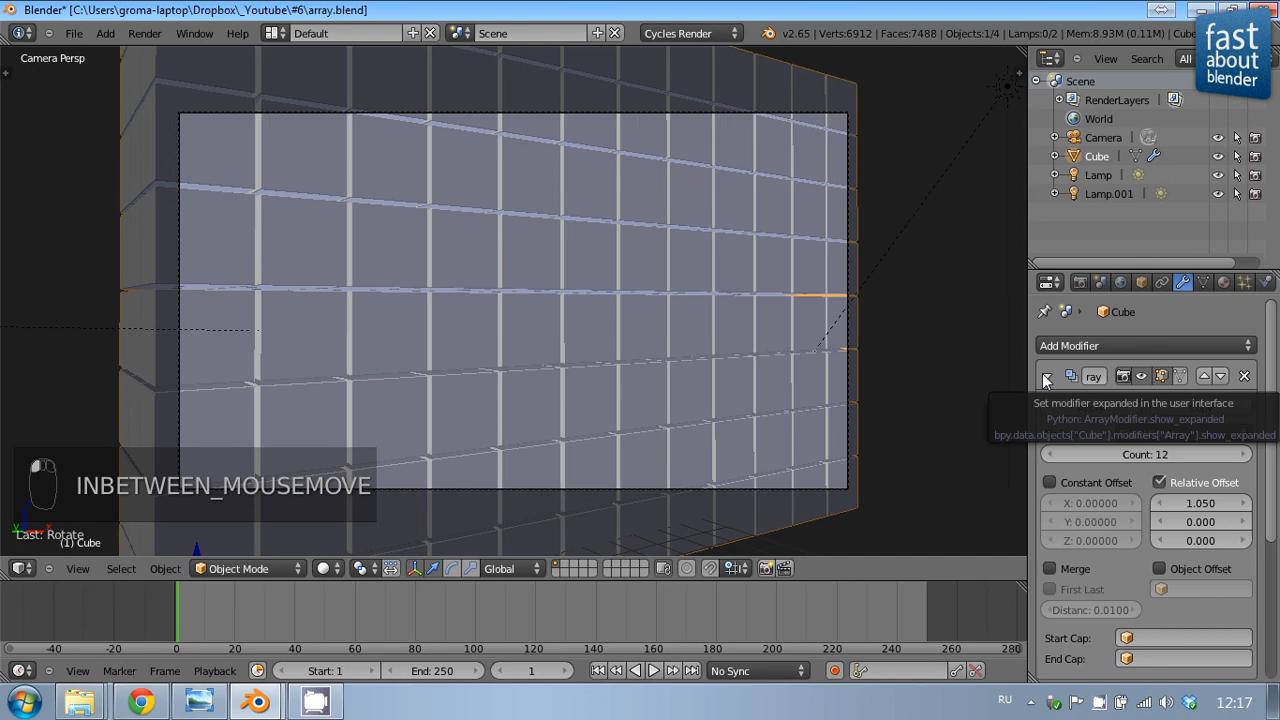 Blender* [C:\Users\groma-laptop\Dropbox\_Youtube\#6\array.blend]
File Add Render Window Help Default Scene Cycles Render v2.65 | Verts:6912 | Faces:7488 | Objects:1/4 | Lamps:0/2 | Mem:8.93M (0.11M) | Cub
fast
about
blender
Camera Persp
View Search All
Scene
RenderLayers
World
Camera
Cube
Lamp
Lamp.001
Cube
Add Modifier
ray
Set modifier expanded in the user interface
Python: ArrayModifier.show_expanded
bpy.data.objects["Cube"].modifiers["Array"].show_expanded
Count: 12
Constant Offset Relative Offset
X: 0.00000 1.050
Y: 0.00000 0.000
Z: 0.00000 0.000
Merge Object Offset
First Last
Distanc: 0.0100
Start Cap:
End Cap:
INBETWEEN_MOUSEMOVE
Last: Rotate
(1) Cube
View Select Object Object Mode Global
-40 -20 0 20 40 60 80 100 120 140 160 180 200 220 240 260 280
View Marker Frame Playback Start: 1 End: 250 1 No Sync
RU 12:17